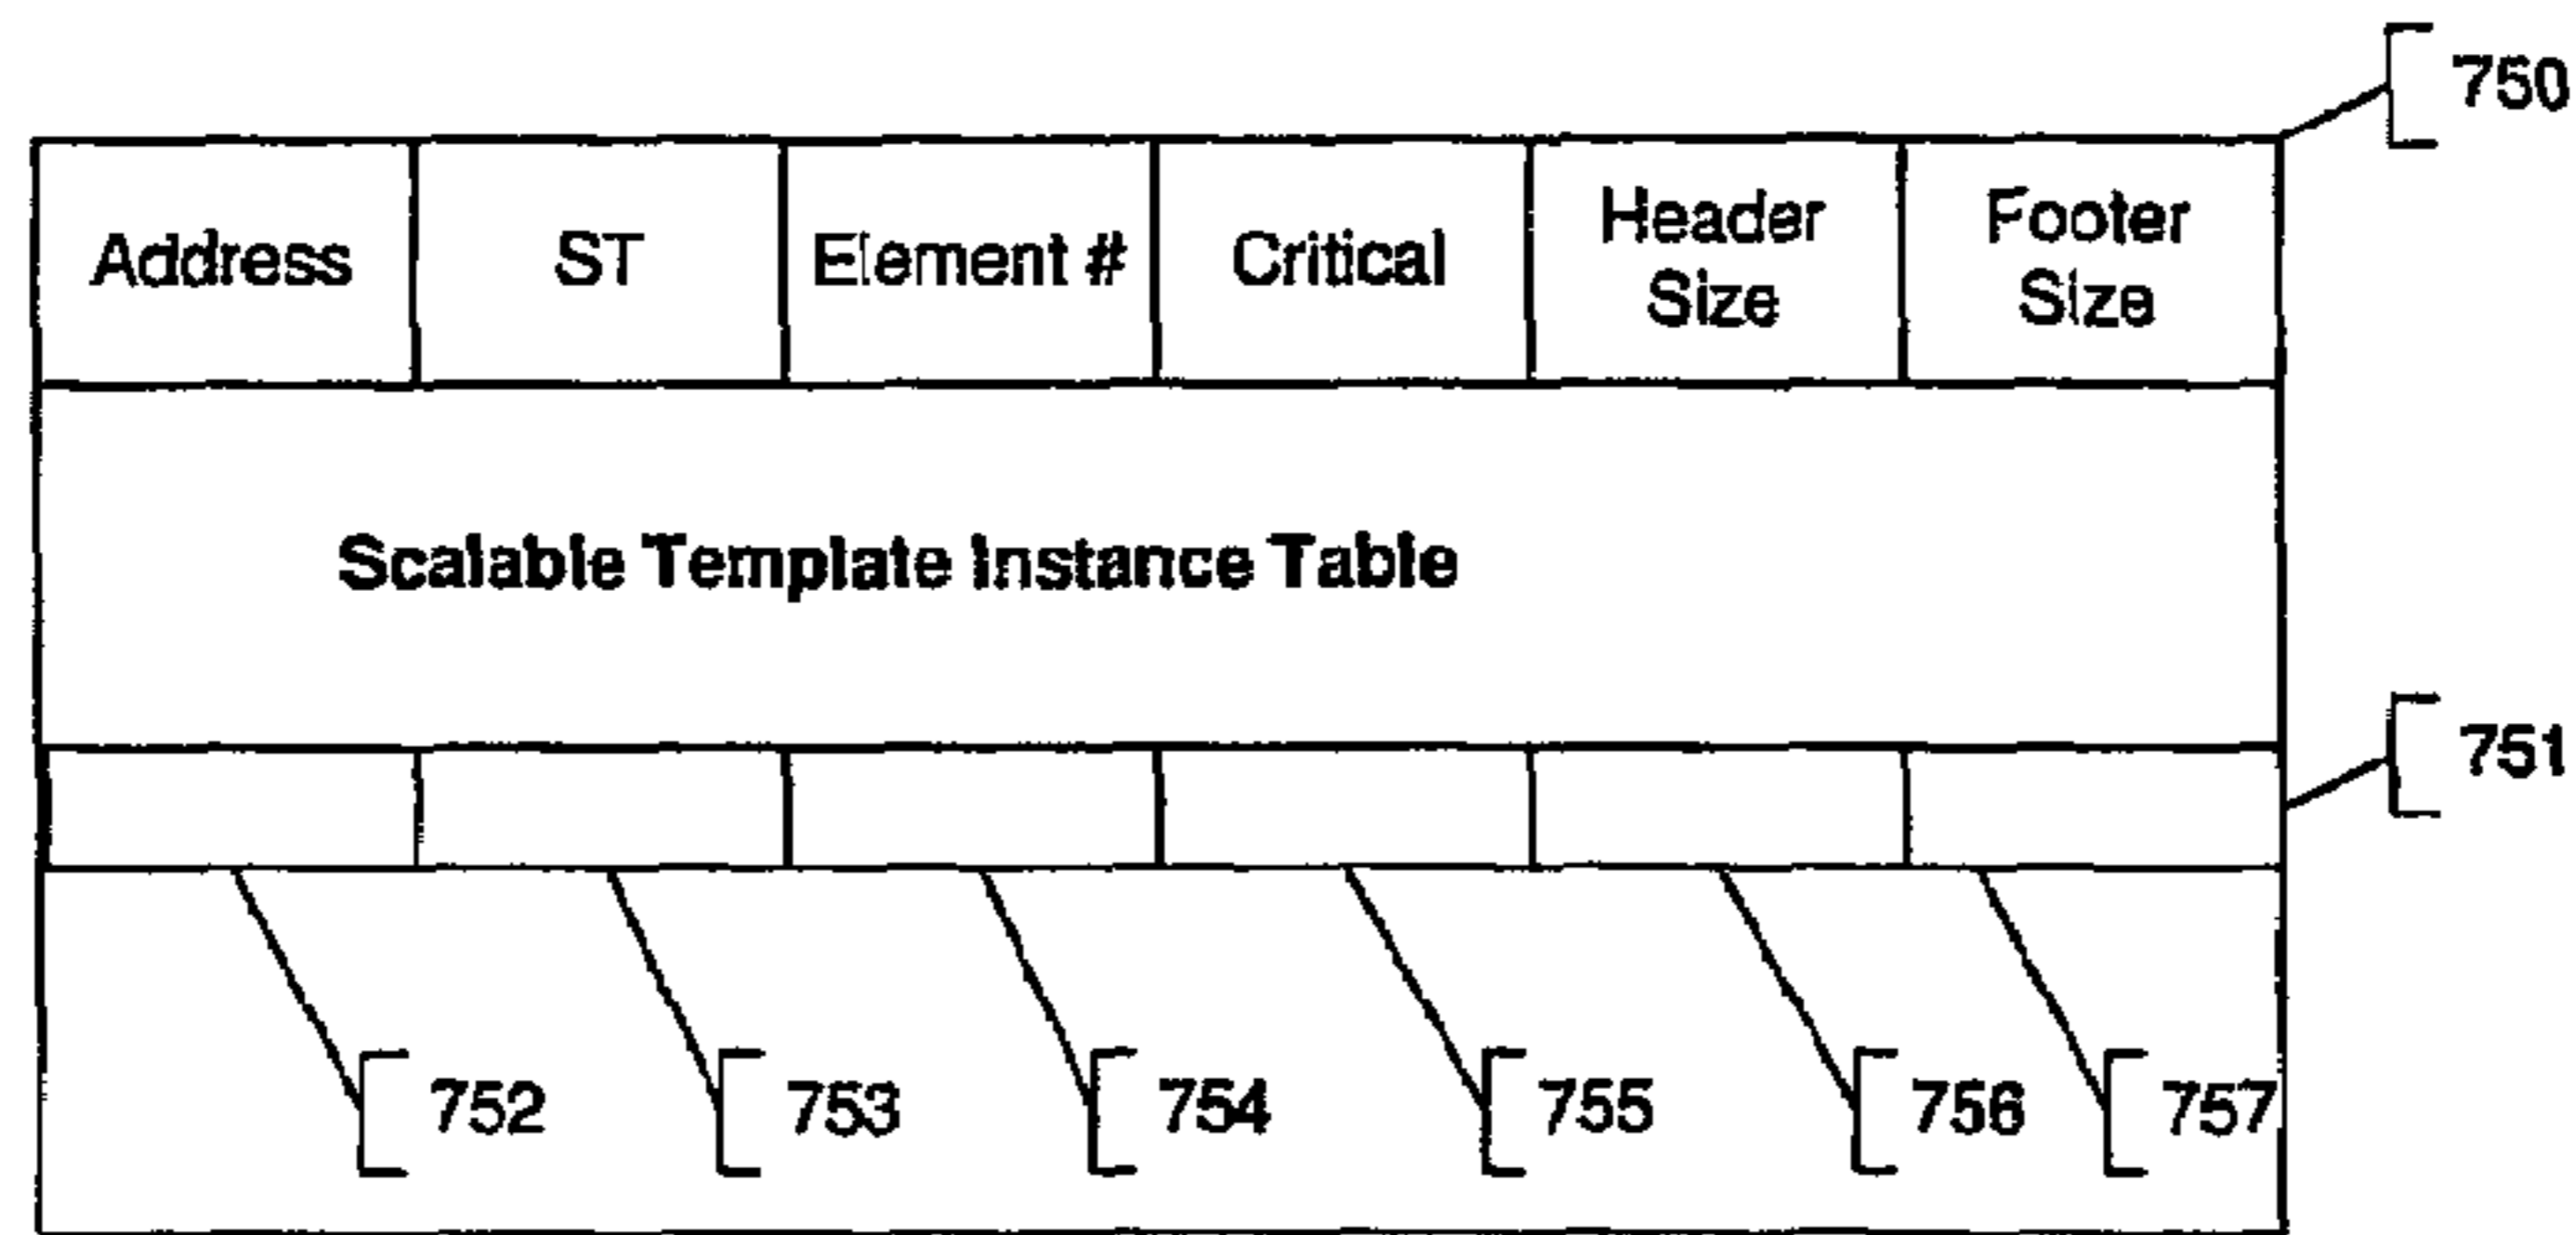 750
Address ST Element # Critical Header Size Footer Size
Scalable Template Instance Table
751
752 753 754 755 756 757